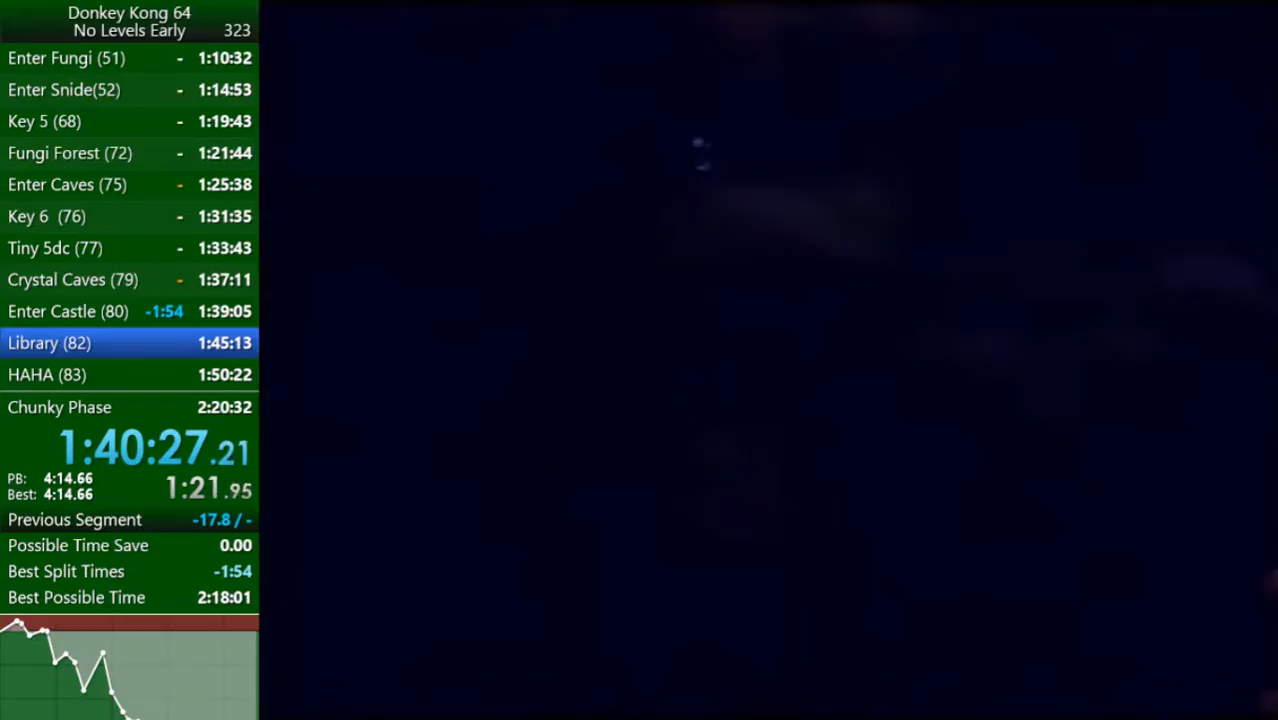 Donkey Kong 64
No Levels Early 323
Enter Fungi (51) - 1:10:32
Enter Snide(52) - 1:14:53
Key 5 (68) - 1:19:43
Fungi Forest (72) - 1:21:44
Enter Caves (75) - 1:25:38
Key 6 (76) - 1:31:35
Tiny 5dc (77) - 1:33:43
Crystal Caves (79) - 1:37:11
Enter Castle (80) -1:54 1:39:05
Library (82) 1:45:13
HAHA (83) 1:50:22
Chunky Phase 2:20:32
1:40:27.21
PB: 4:14.66
Best: 4:14.66 1:21.95
Previous Segment -17.8 / -
Possible Time Save 0.00
Best Split Times -1:54
Best Possible Time 2:18:01